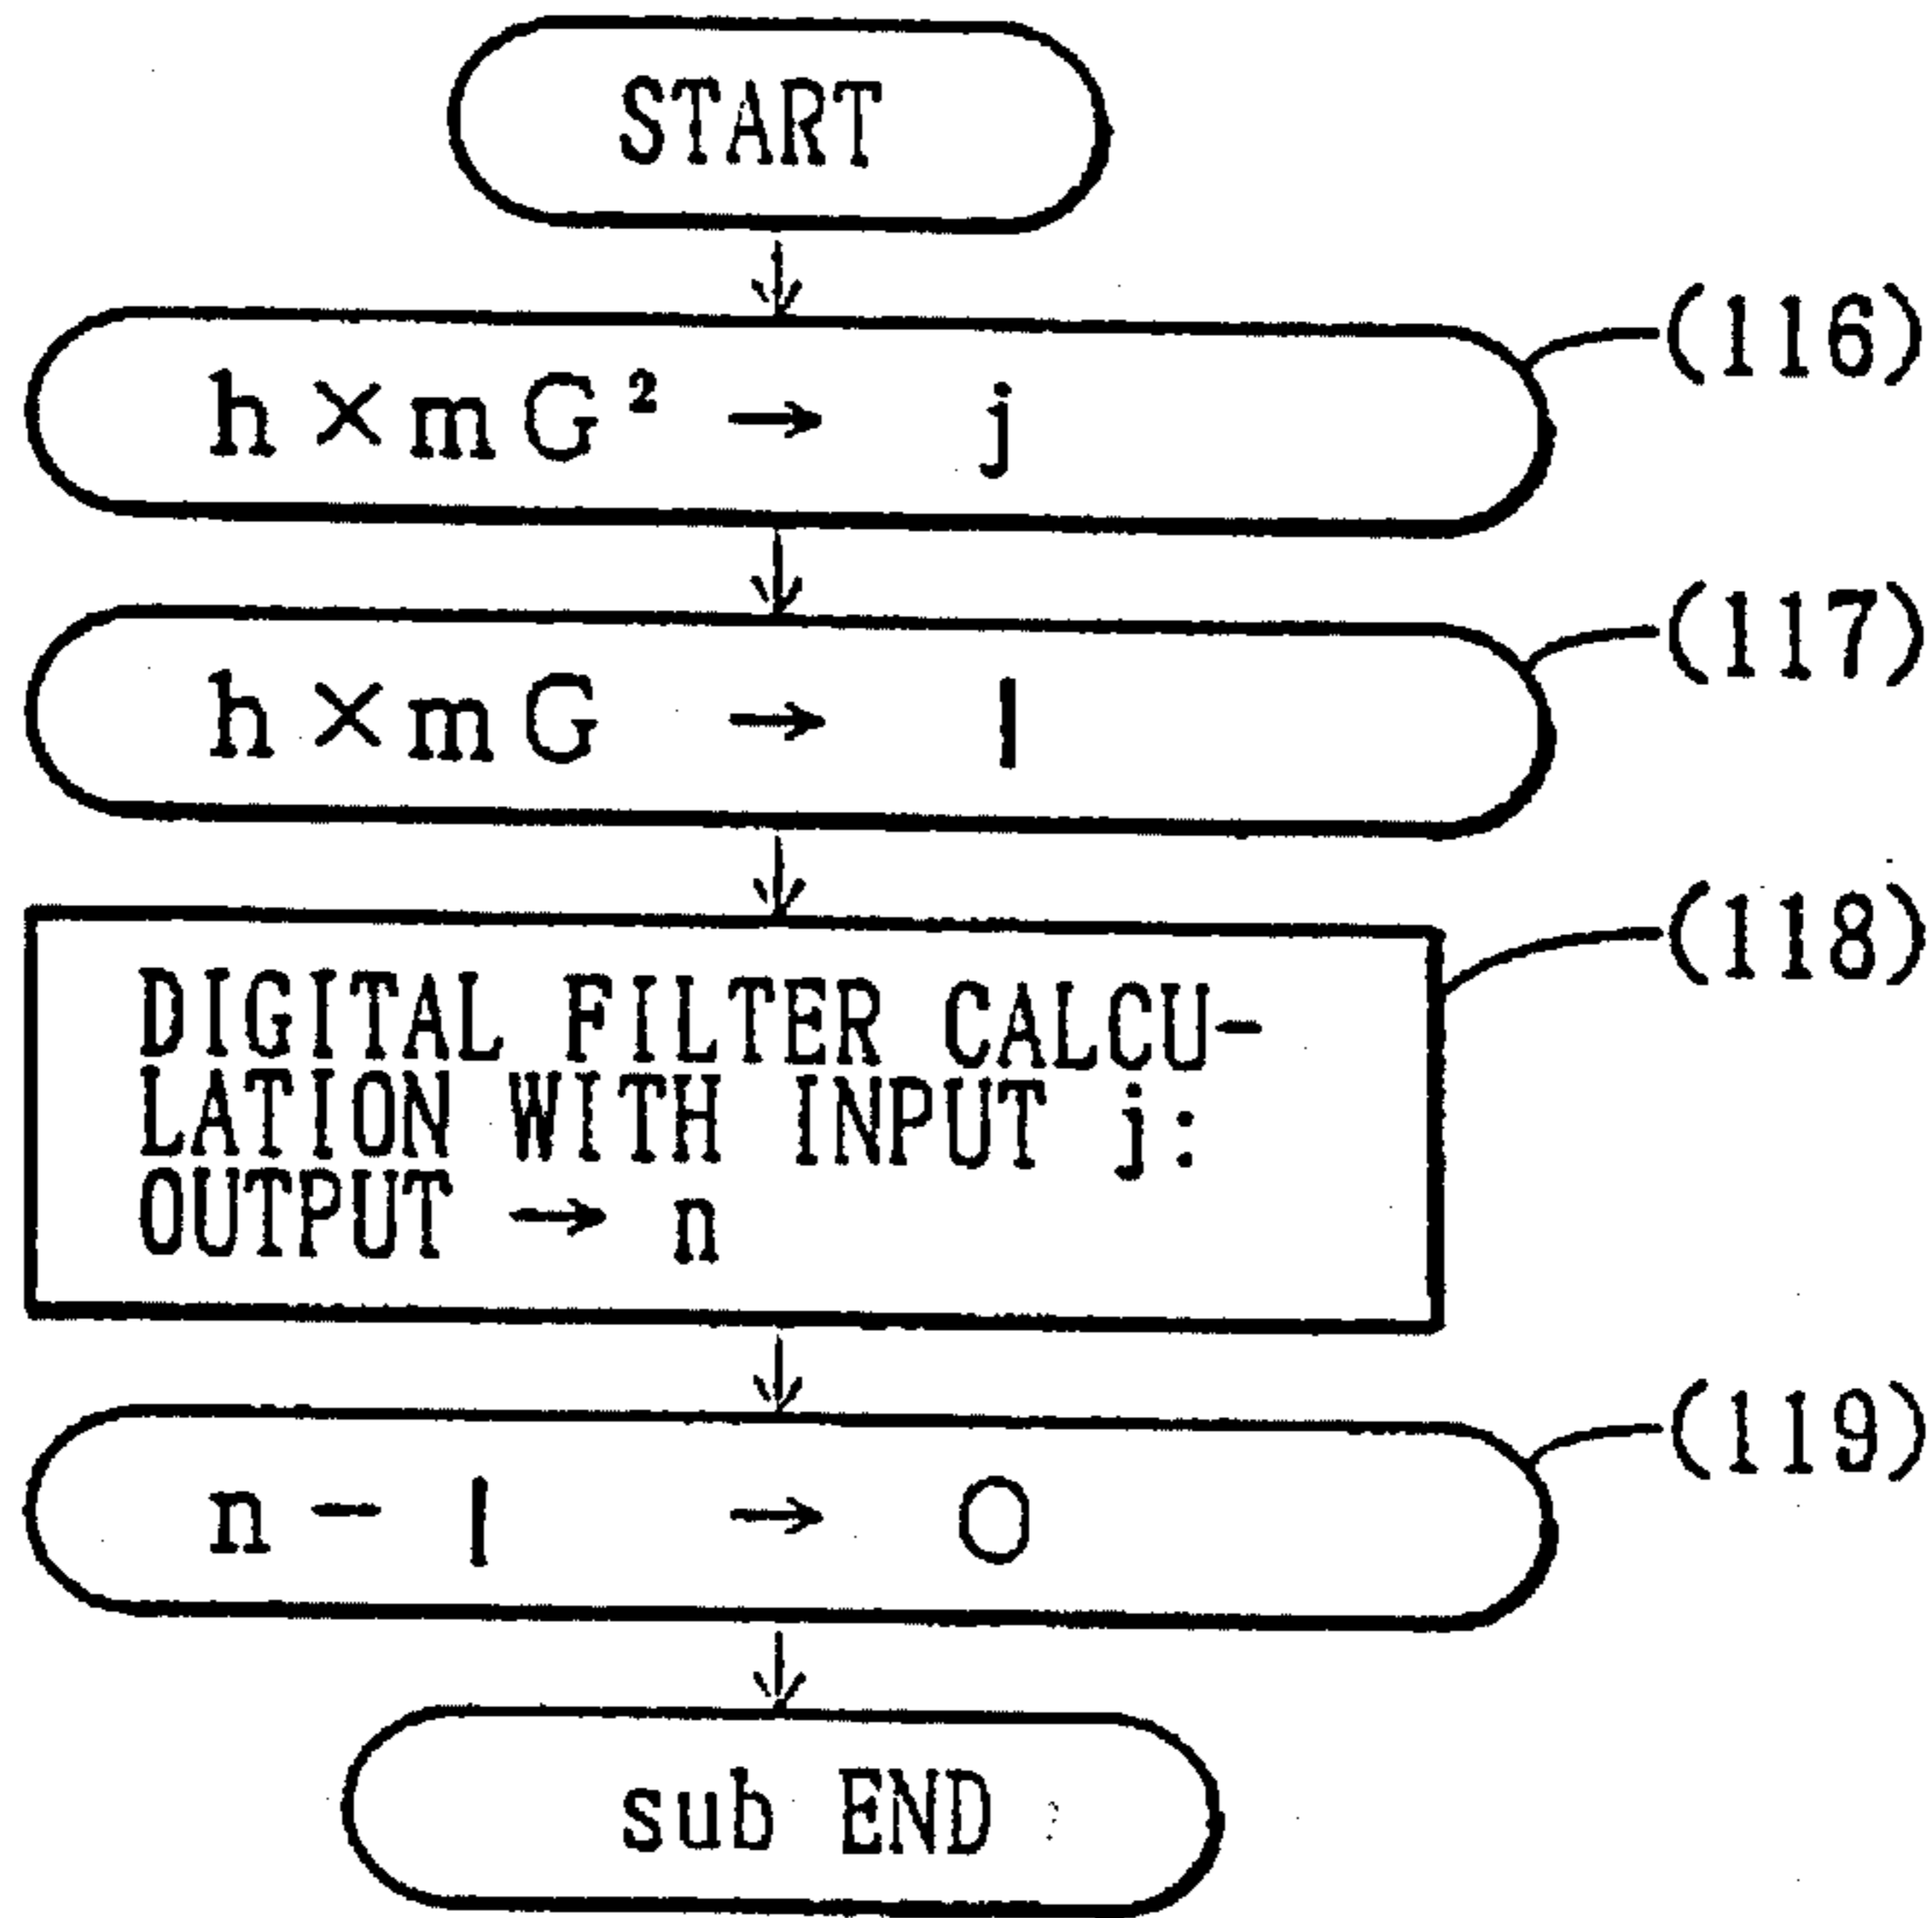 START
h×mG² → j
(116)
h×mG → l
(117)
DIGITAL FILTER CALCU-
LATION WITH INPUT j:
OUTPUT → n
(118)
n - l → O
(119)
sub END